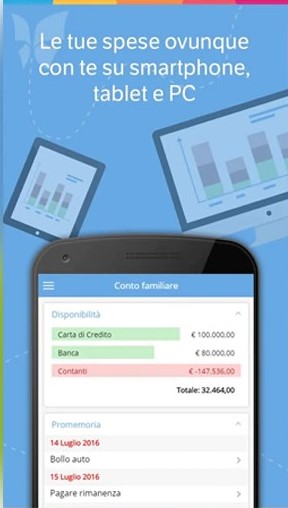 Le tue spese ovunque
con te su smartphone,
tablet e PC
Conto familiare
Disponibilità
Carta di Credito € 100.000,00
Banca € 80.000,00
Contanti € -147.536,00
Totale: 32.464,00
Promemoria
14 Luglio 2016
Bollo auto
15 Luglio 2016
Pagare rimanenza